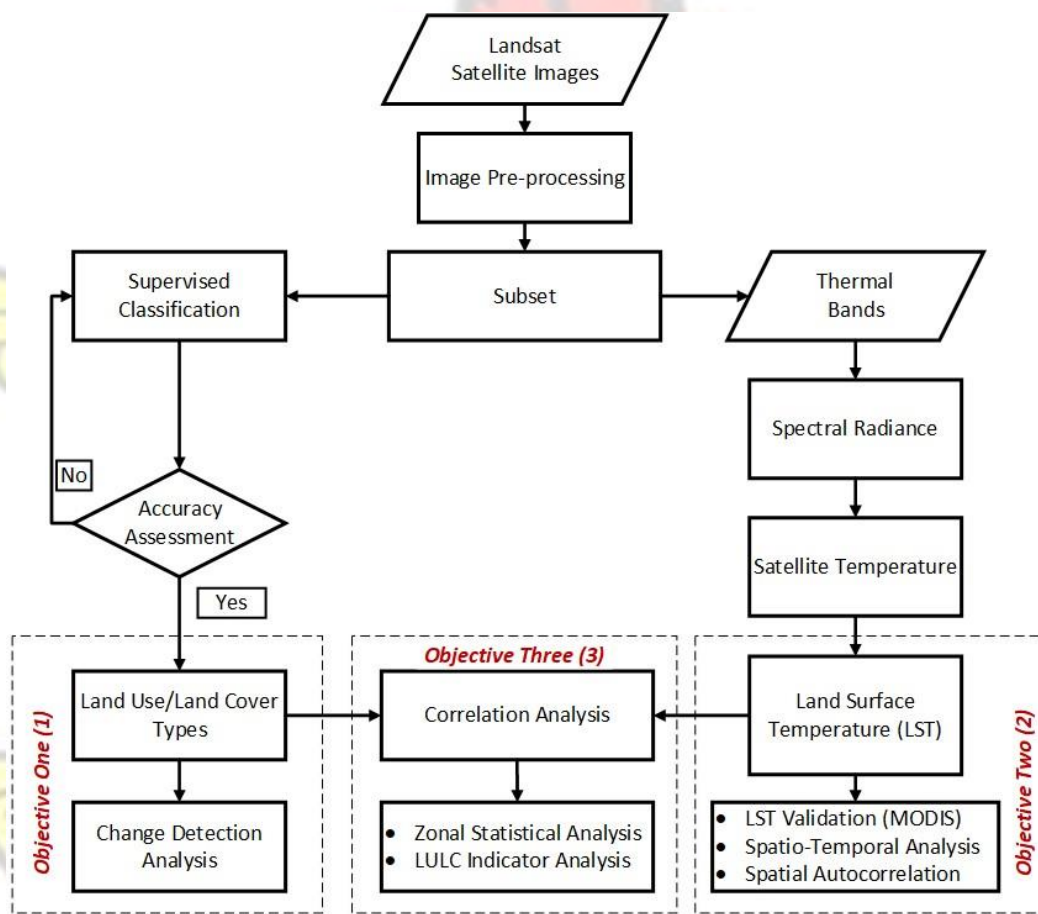 Landsat
Satellite Images
Image Pre-processing
Supervised
Classification
Subset
Thermal
Bands
Spectral Radiance
No
Accuracy
Assessment
Satellite Temperature
Yes
Objective One (1)
Land Use/Land Cover
Types
Change Detection
Analysis
Objective Three (3)
Correlation Analysis
• Zonal Statistical Analysis
• LULC Indicator Analysis
Objective Two (2)
Land Surface
Temperature (LST)
• LST Validation (MODIS)
• Spatio-Temporal Analysis
• Spatial Autocorrelation